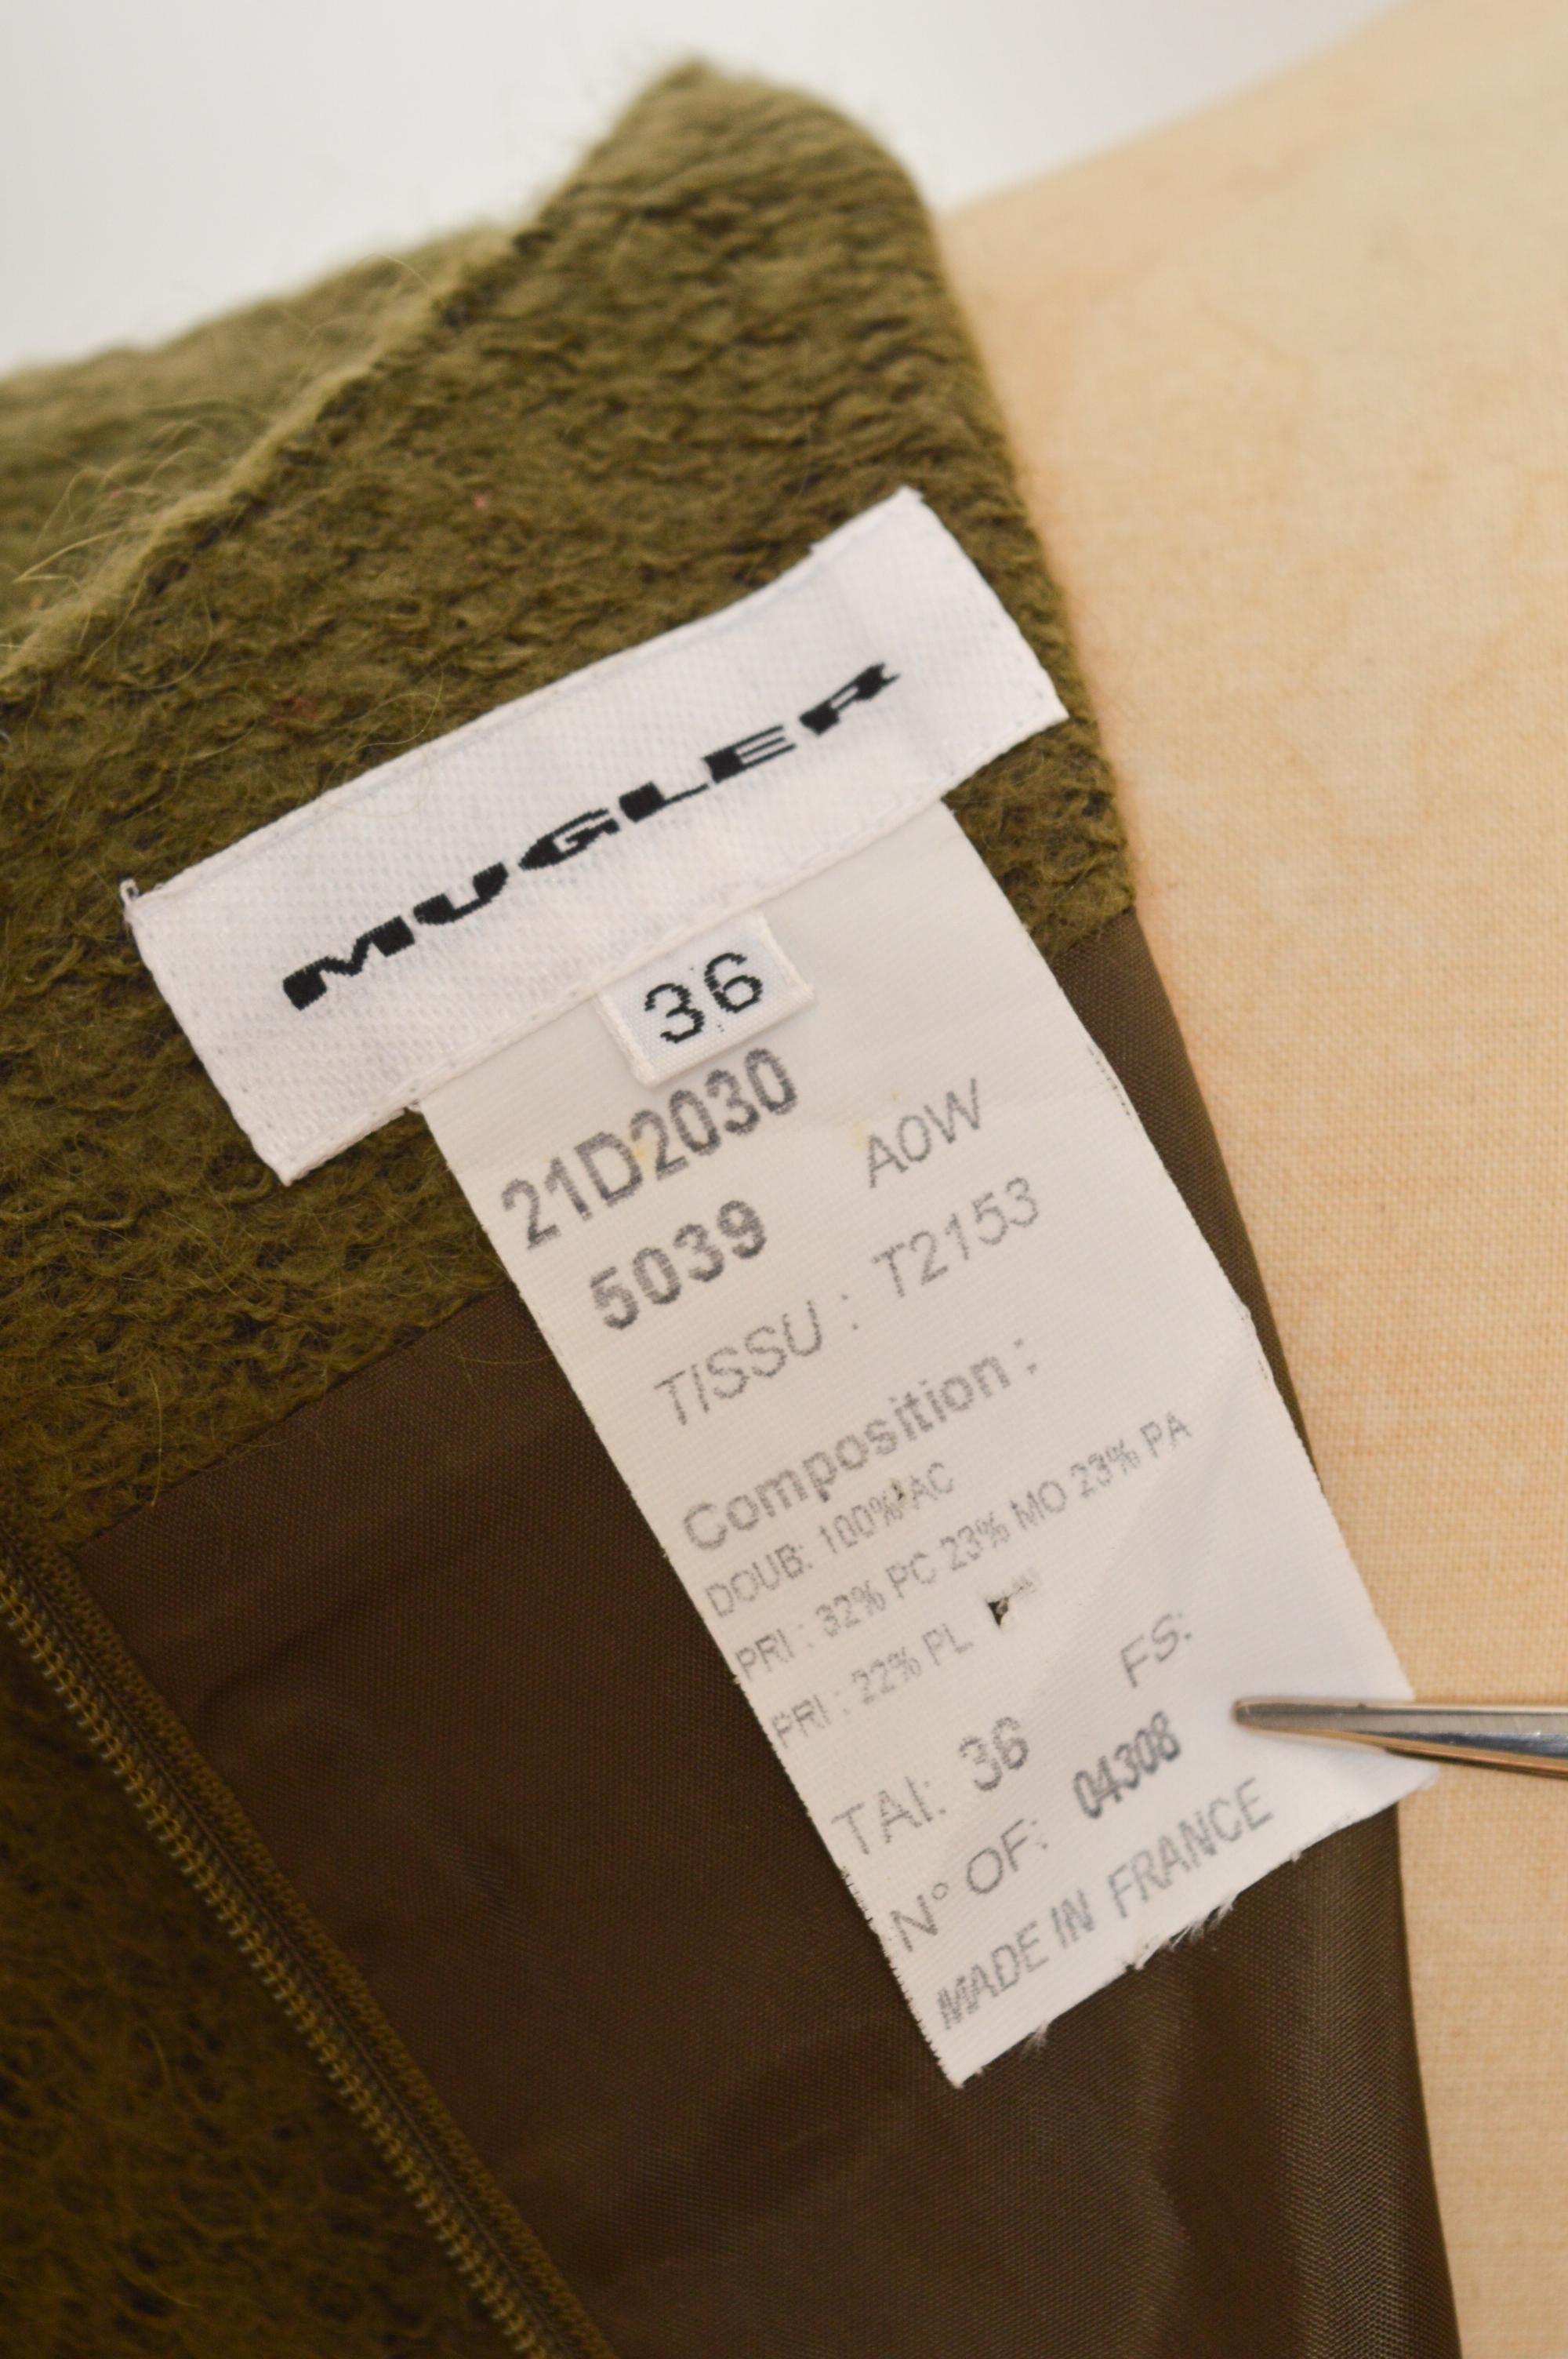 MUGLER
36
21D2030
5039 A0W
TISSU : T2153
Composition :
DOUB: 100% AC
PRI : 32% PC 23% MO 23% PA
PRI : 22% PL
TAI: 36 FS:
N° OF: 04308
MADE IN FRANCE